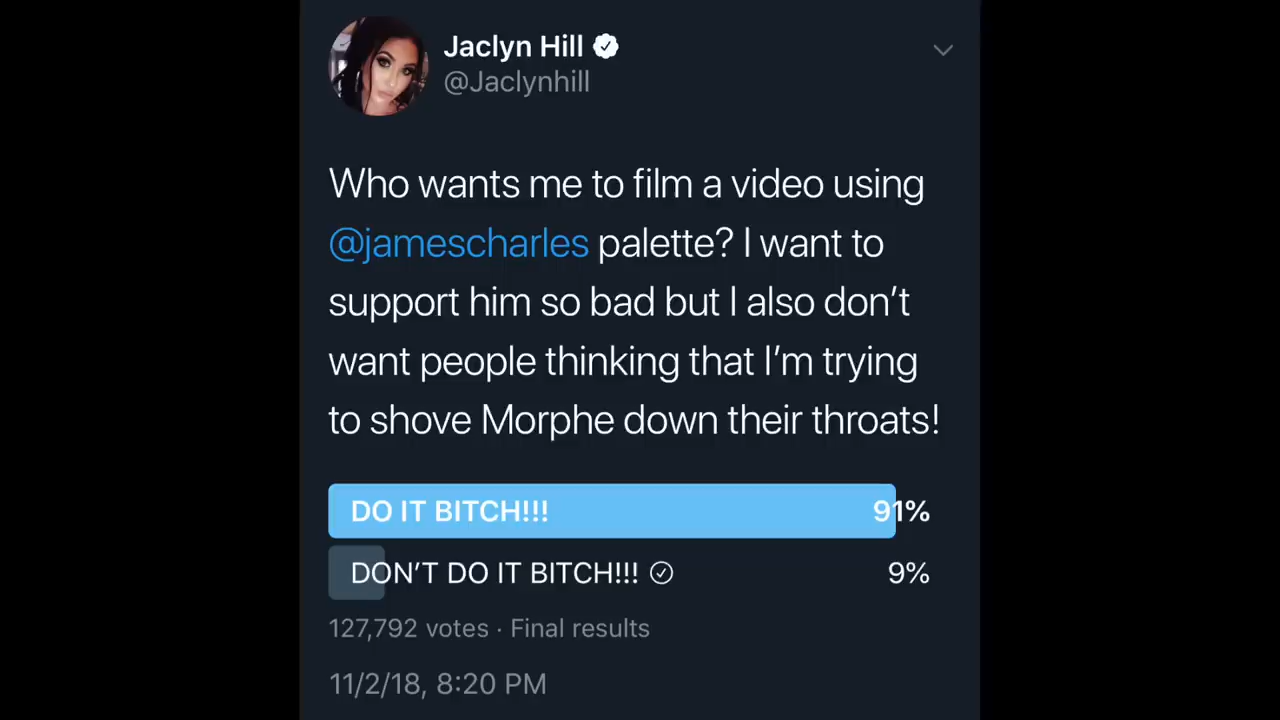 Jaclyn Hill
@Jaclynhill
Who wants me to film a video using
@jamescharles palette? I want to
support him so bad but I also don’t
want people thinking that I’m trying
to shove Morphe down their throats!
DO IT BITCH!!! 91%
DON’T DO IT BITCH!!! 9%
127,792 votes · Final results
11/2/18, 8:20 PM